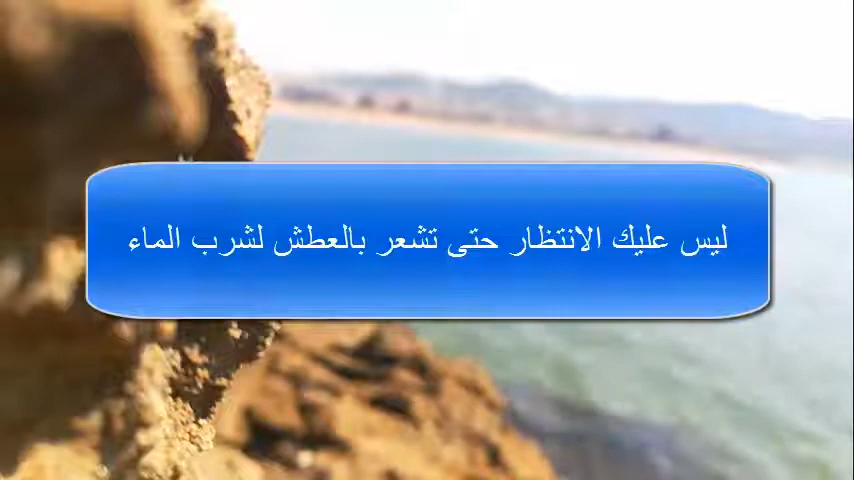 ليس عليك الانتظار حتى تشعر بالعطش لشرب الماء